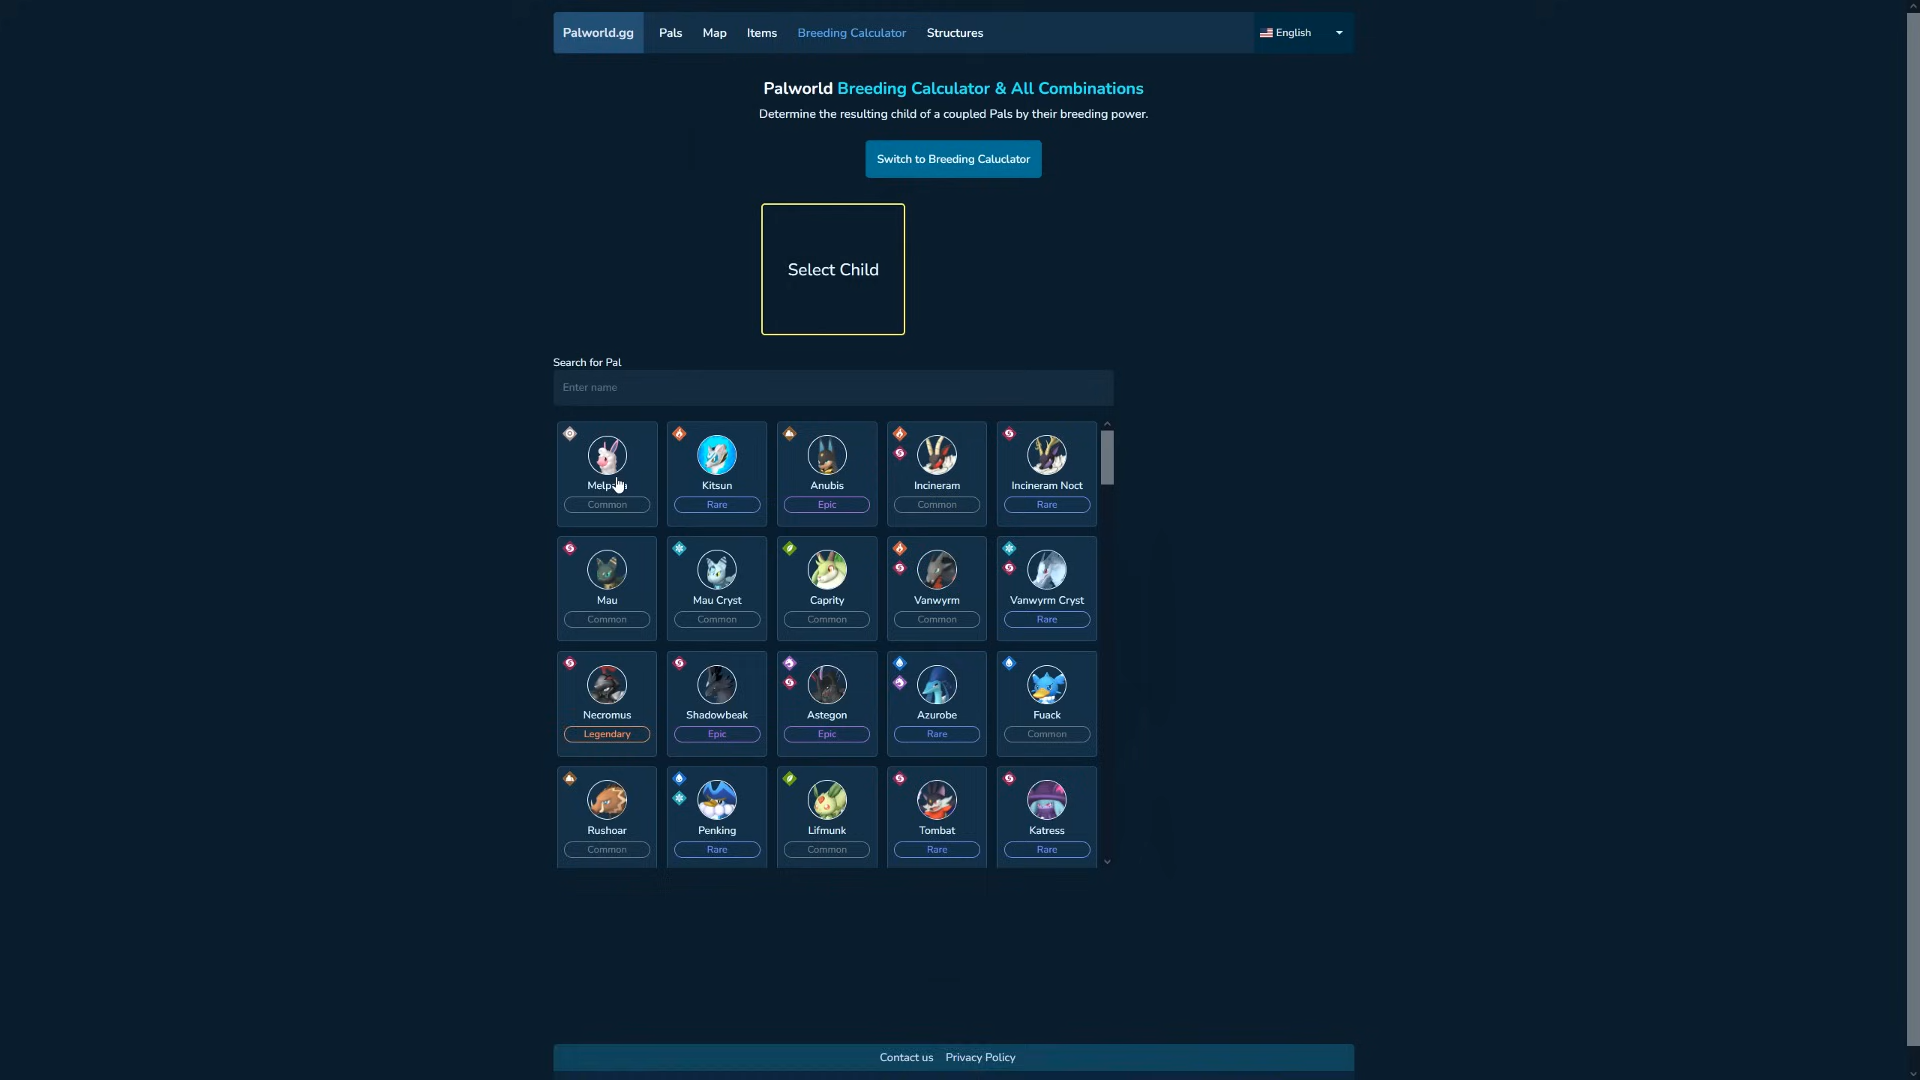 Palworld.gg Pals Map Items Breeding Calculator Structures English
Palworld Breeding Calculator & All Combinations
Determine the resulting child of a coupled Pals by their breeding power.
Switch to Breeding Caluclator
Select Child
Search for Pal
Enter name
Kitsun Anubis Incineram Incineram Noct
Common Rare Epic Common Rare
Mau Mau Cryst Caprity Vanwyrm Vanwyrm Cryst
Common Common Common Common Rare
Necromus Shadowbeak Astegon Azurobe Fuack
Legendary Epic Epic Rare Common
Rushoar Penking Lifmunk Tombat Katress
Common Rare Common Rare Rare
Contact us Privacy Policy